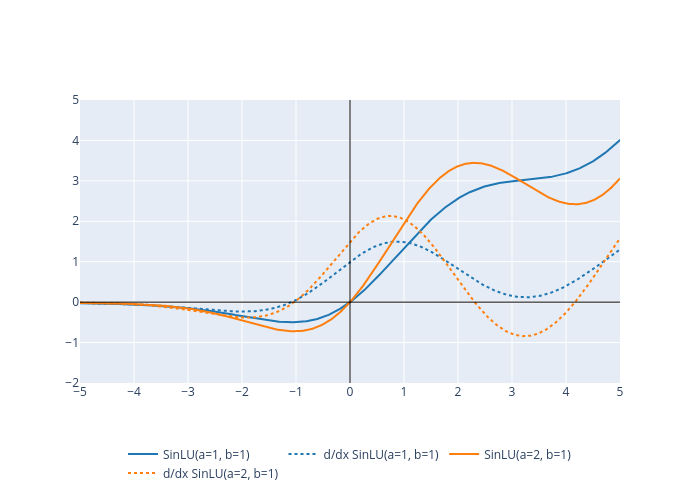 5
4
3
2
1
0
−1
−2
−5 −4 −3 −2 −1 0 1 2 3 4 5
SinLU(a=1, b=1) d/dx SinLU(a=1, b=1) SinLU(a=2, b=1)
d/dx SinLU(a=2, b=1)